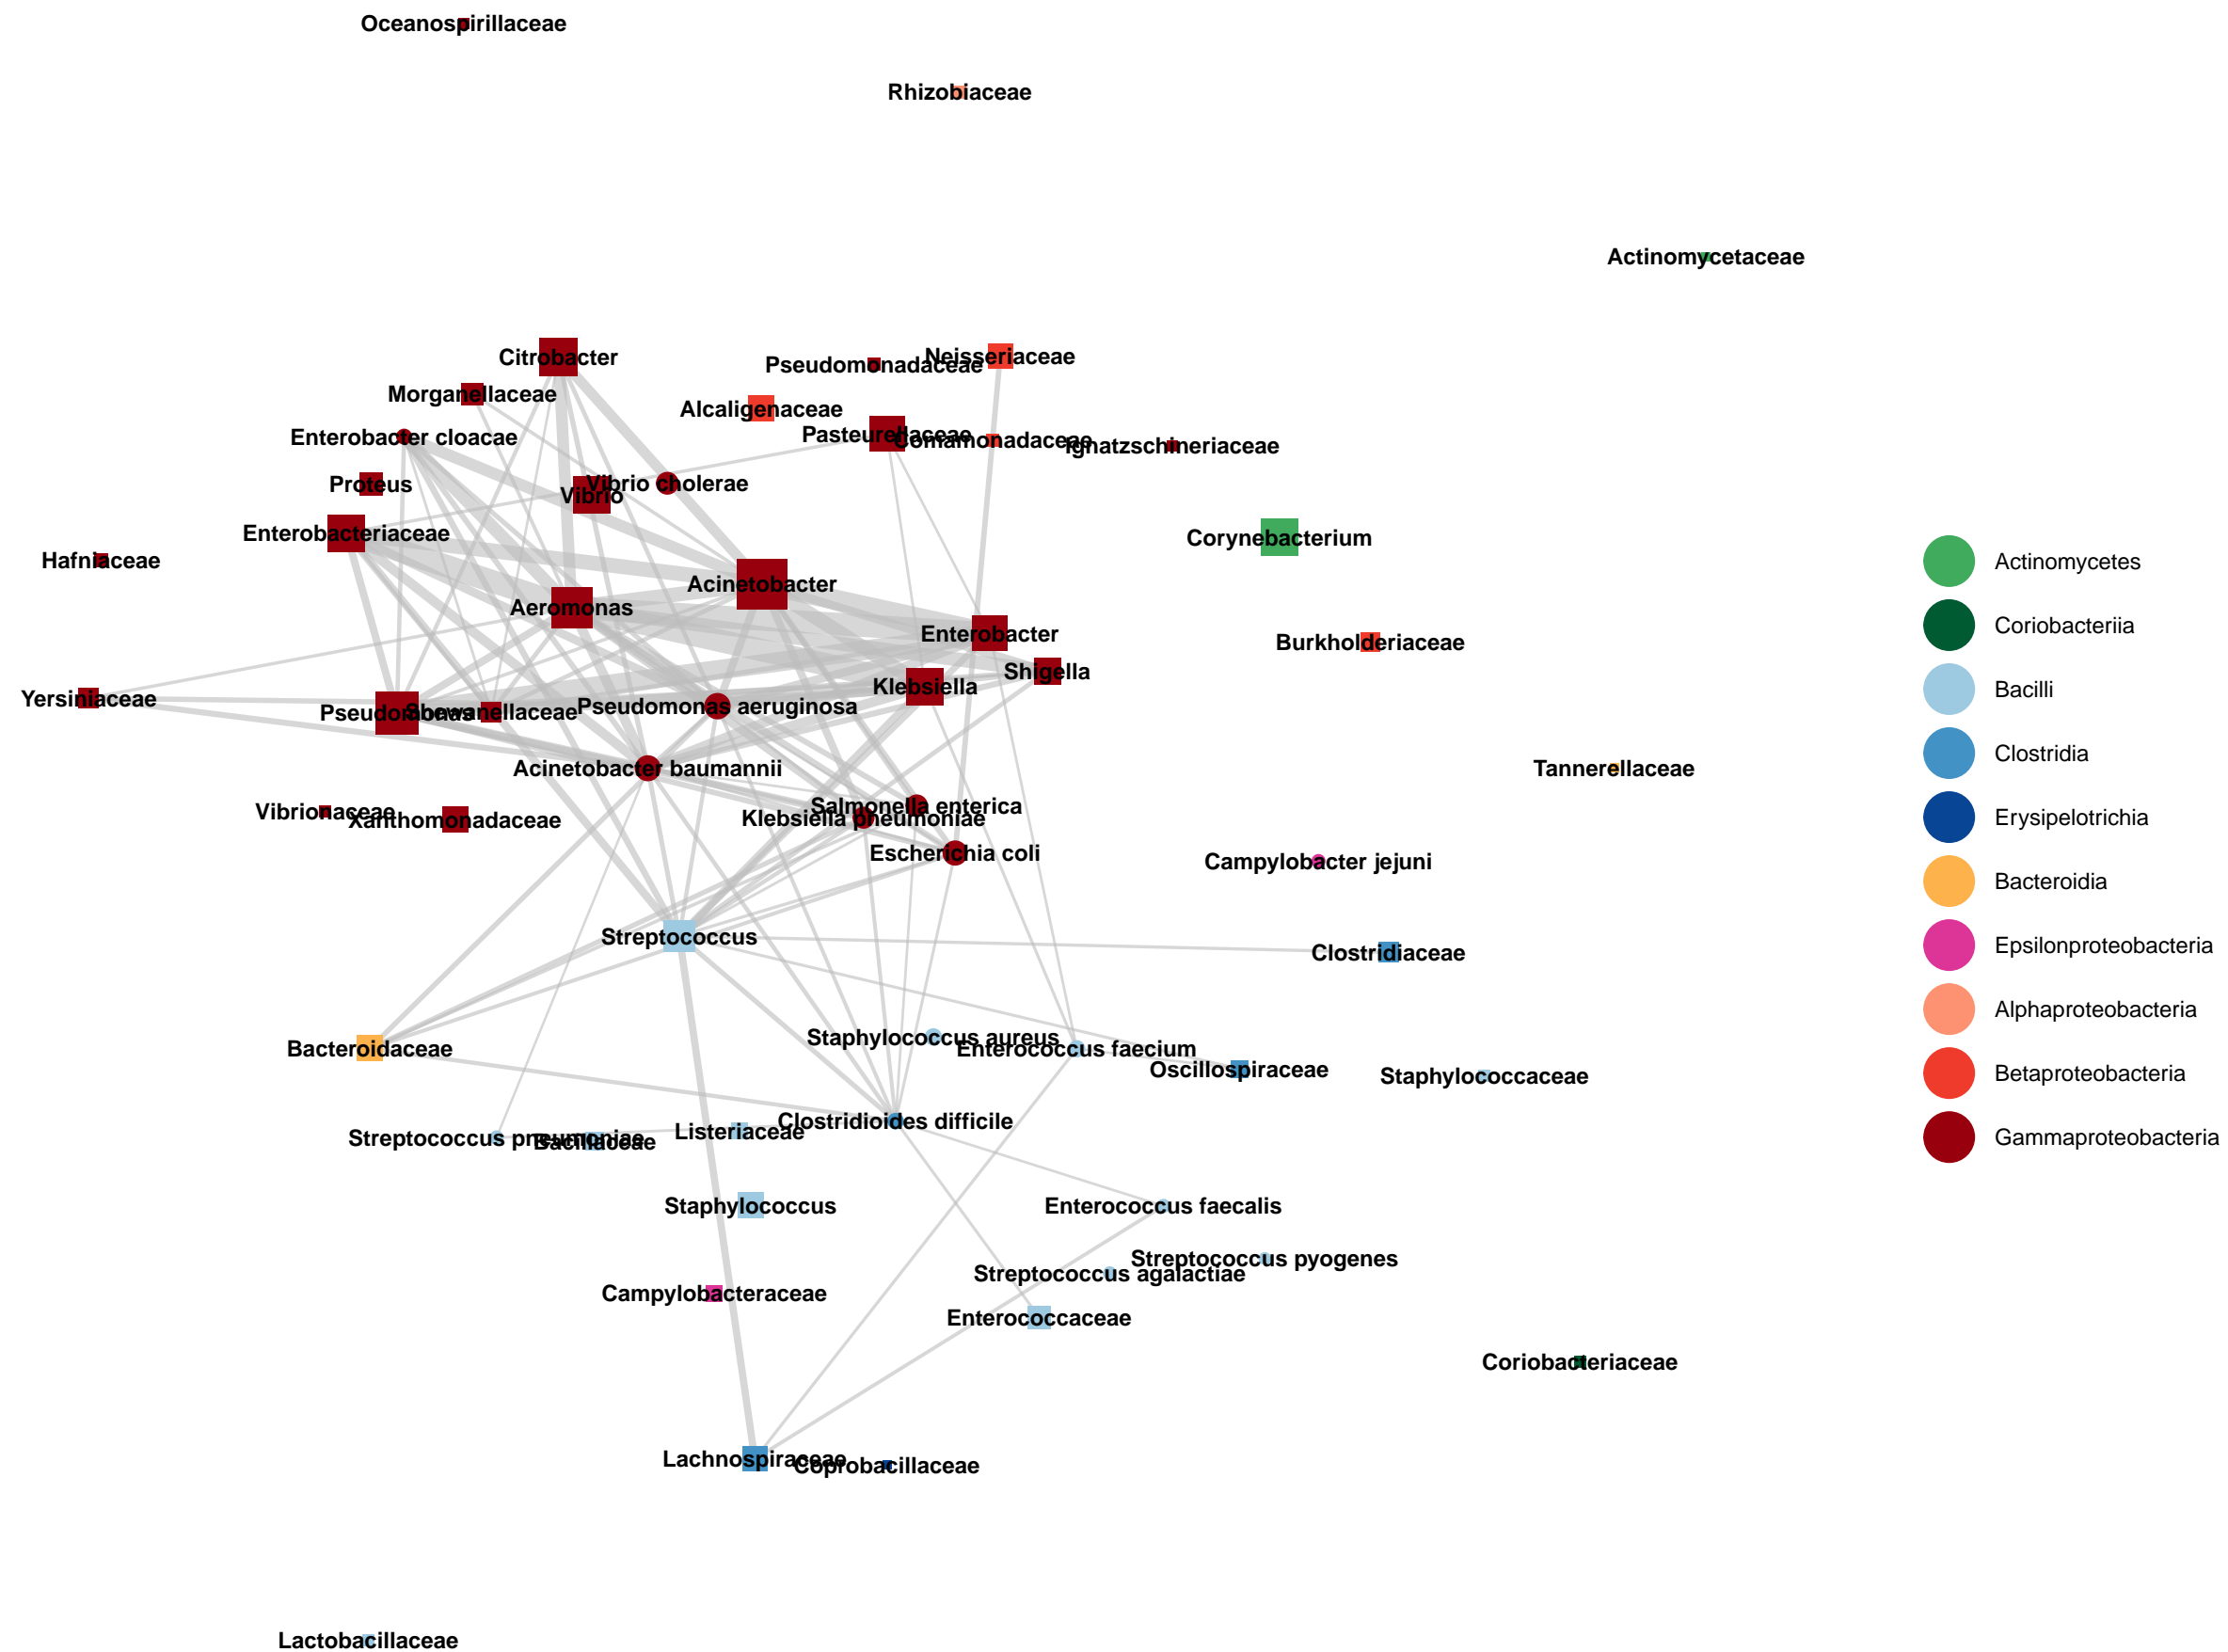 Oceanospirillaceae
Rhizobiaceae
Actinomycetaceae
Citrobacter
Pseudomonadaceae
Neisseriaceae
Morganellaceae
Alcaligenaceae
Enterobacter cloacae
Pasteurellaceae
Comamonadaceae
Ignatzschineriaceae
Proteus
Vibrio cholerae
Vibrio
Enterobacteriaceae
Corynebacterium
Hafniaceae
Acinetobacter
Aeromonas
Enterobacter
Burkholderiaceae
Shigella
Klebsiella
Yersiniaceae
Pseudomonas
Shewanellaceae
Pseudomonas aeruginosa
Acinetobacter baumannii
Tannerellaceae
Vibrionaceae
Xanthomonadaceae
Salmonella enterica
Klebsiella pneumoniae
Escherichia coli
Campylobacter jejuni
Streptococcus
Clostridiaceae
Staphylococcus aureus
Bacteroidaceae
Enterococcus faecium
Oscillospiraceae
Staphylococcaceae
Clostridioides difficile
Listeriaceae
Streptococcus pneumoniae
Bacillaceae
Staphylococcus
Enterococcus faecalis
Streptococcus pyogenes
Streptococcus agalactiae
Campylobacteraceae
Enterococcaceae
Coriobacteriaceae
Lachnospiraceae
Coprobacillaceae
Lactobacillaceae
Actinomycetes
Coriobacteriia
Bacilli
Clostridia
Erysipelotrichia
Bacteroidia
Epsilonproteobacteria
Alphaproteobacteria
Betaproteobacteria
Gammaproteobacteria